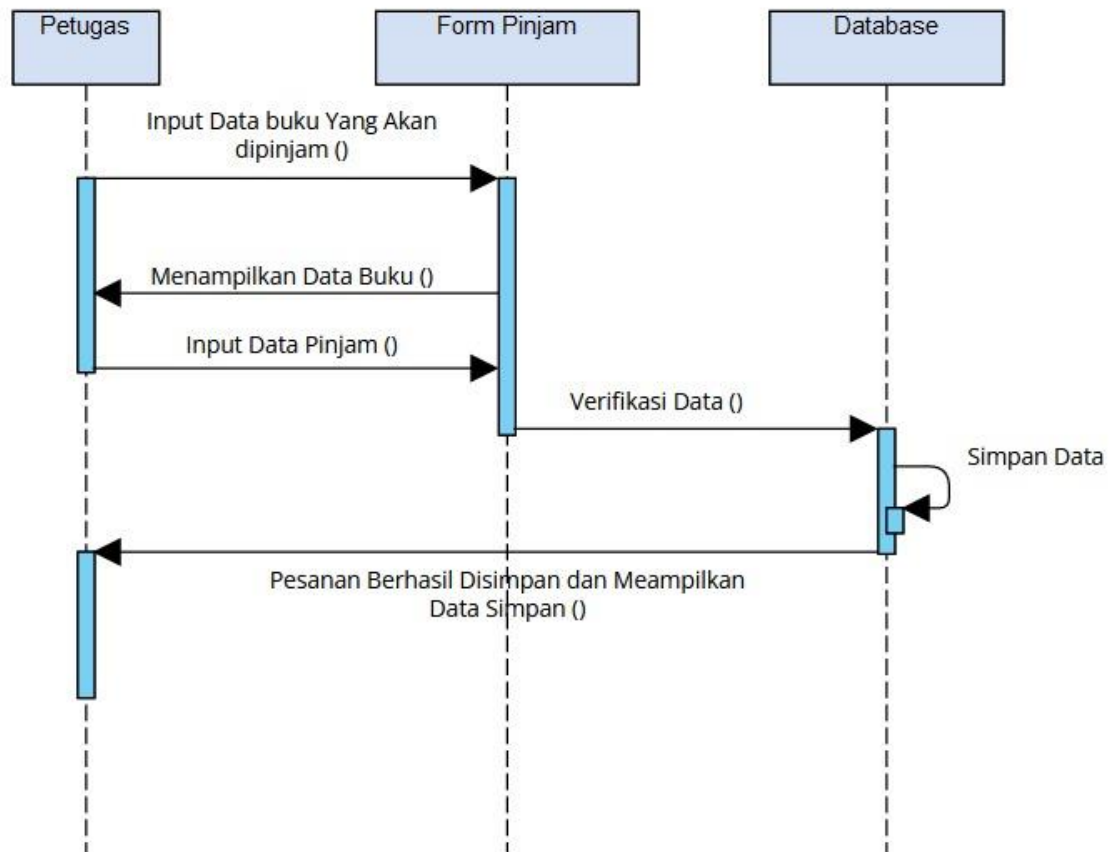 Petugas
Form Pinjam
Database
Input Data buku Yang Akan
dipinjam ()
Menampilkan Data Buku ()
Input Data Pinjam ()
Verifikasi Data ()
Simpan Data
Pesanan Berhasil Disimpan dan Meampilkan
Data Simpan ()